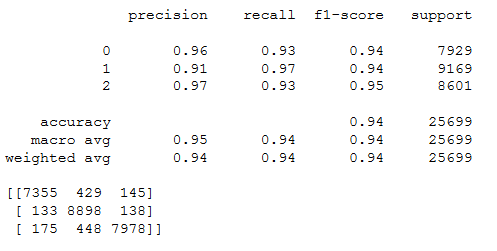 precision recall f1-score support
0 0.96 0.93 0.94 7929
1 0.91 0.97 0.94 9169
2 0.97 0.93 0.95 8601
accuracy 0.94 25699
macro avg 0.95 0.94 0.94 25699
weighted avg 0.94 0.94 0.94 25699
[[7355 429 145]
[ 133 8898 138]
[ 175 448 7978]]